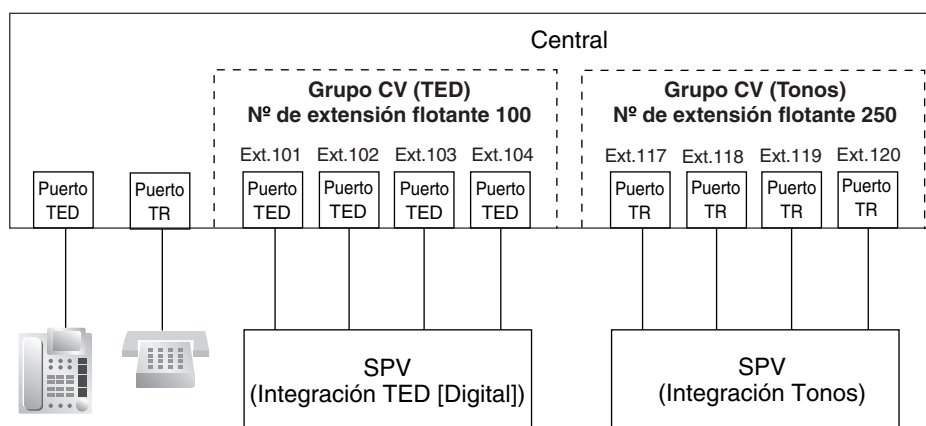 Central
Grupo CV (TED)
Nº de extensión flotante 100
Grupo CV (Tonos)
Nº de extensión flotante 250
Ext.101 Ext.102 Ext.103 Ext.104
Ext.117 Ext.118 Ext.119 Ext.120
Puerto
TED
Puerto
TR
Puerto
TED
Puerto
TED
Puerto
TED
Puerto
TED
Puerto
TR
Puerto
TR
Puerto
TR
Puerto
TR
SPV
(Integración TED [Digital])
SPV
(Integración Tonos)